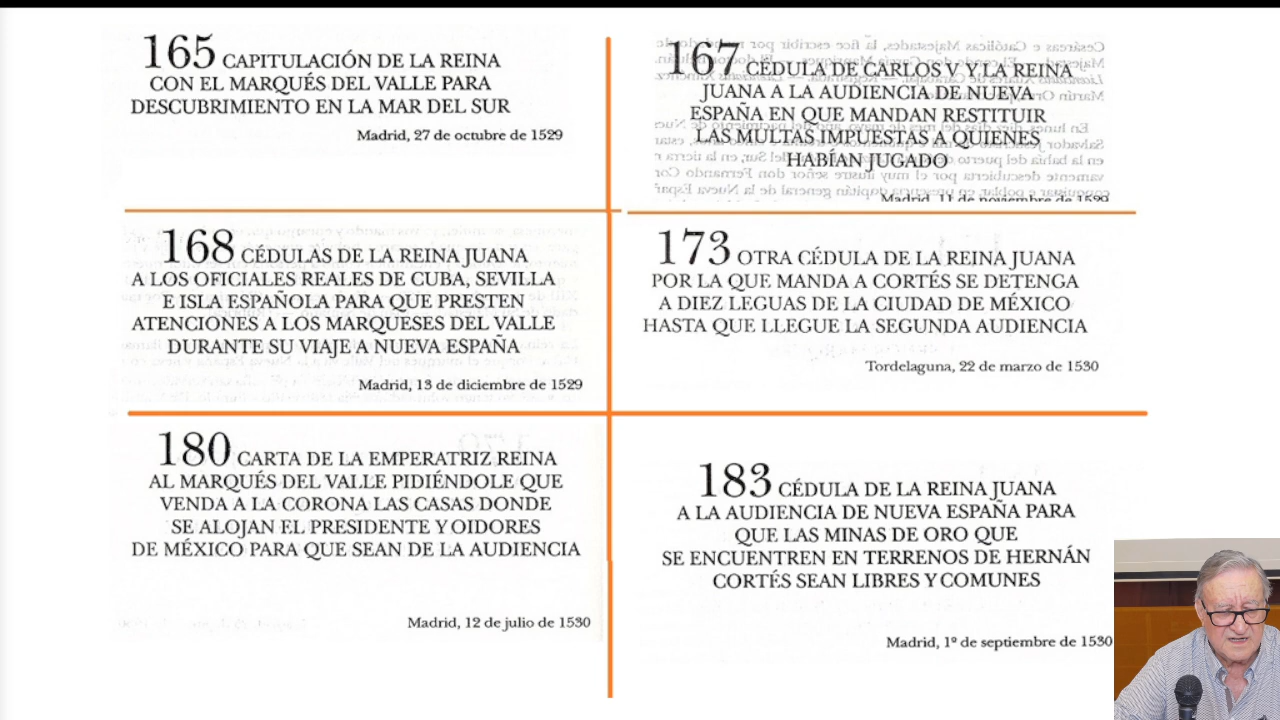 165 CAPITULACIÓN DE LA REINA
CON EL MARQUÉS DEL VALLE PARA
DESCUBRIMIENTO EN LA MAR DEL SUR
Madrid, 27 de octubre de 1529
167 CÉDULA DE CARLOS V Y LA REINA
JUANA A LA AUDIENCIA DE NUEVA
ESPAÑA EN QUE MANDAN RESTITUIR
LAS MULTAS IMPUESTAS A QUIENES
HABÍAN JUGADO
Madrid, 11 de noviembre de 1529
168 CÉDULAS DE LA REINA JUANA
A LOS OFICIALES REALES DE CUBA, SEVILLA
E ISLA ESPAÑOLA PARA QUE PRESTEN
ATENCIONES A LOS MARQUESES DEL VALLE
DURANTE SU VIAJE A NUEVA ESPAÑA
Madrid, 13 de diciembre de 1529
173 OTRA CÉDULA DE LA REINA JUANA
POR LA QUE MANDA A CORTÉS SE DETENGA
A DIEZ LEGUAS DE LA CIUDAD DE MÉXICO
HASTA QUE LLEGUE LA SEGUNDA AUDIENCIA
Tordelaguna, 22 de marzo de 1530
180 CARTA DE LA EMPERATRIZ REINA
AL MARQUÉS DEL VALLE PIDIÉNDOLE QUE
VENDA A LA CORONA LAS CASAS DONDE
SE ALOJAN EL PRESIDENTE Y OIDORES
DE MÉXICO PARA QUE SEAN DE LA AUDIENCIA
Madrid, 12 de julio de 1530
183 CÉDULA DE LA REINA JUANA
A LA AUDIENCIA DE NUEVA ESPAÑA PARA
QUE LAS MINAS DE ORO QUE
SE ENCUENTREN EN TERRENOS DE HERNÁN
CORTÉS SEAN LIBRES Y COMUNES
Madrid, 1º de septiembre de 1530